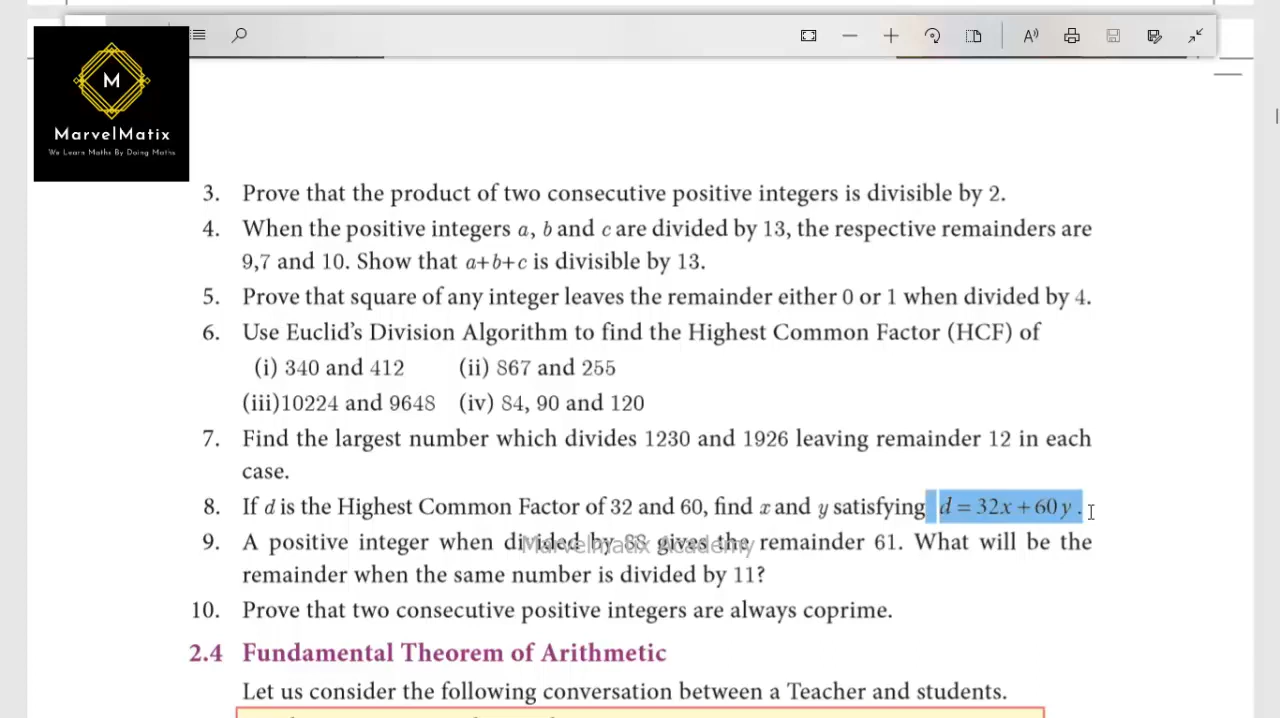 M
MarvelMatix
We Learn Maths By Doing Maths
3. Prove that the product of two consecutive positive integers is divisible by 2.
4. When the positive integers a, b and c are divided by 13, the respective remainders are
9,7 and 10. Show that a+b+c is divisible by 13.
5. Prove that square of any integer leaves the remainder either 0 or 1 when divided by 4.
6. Use Euclid's Division Algorithm to find the Highest Common Factor (HCF) of
(i) 340 and 412 (ii) 867 and 255
(iii)10224 and 9648 (iv) 84, 90 and 120
7. Find the largest number which divides 1230 and 1926 leaving remainder 12 in each
case.
8. If d is the Highest Common Factor of 32 and 60, find x and y satisfying d = 32x + 60y .
9. A positive integer when divided by 88 gives the remainder 61. What will be the
Marvelmatix Academy
remainder when the same number is divided by 11?
10. Prove that two consecutive positive integers are always coprime.
2.4 Fundamental Theorem of Arithmetic
Let us consider the following conversation between a Teacher and students.